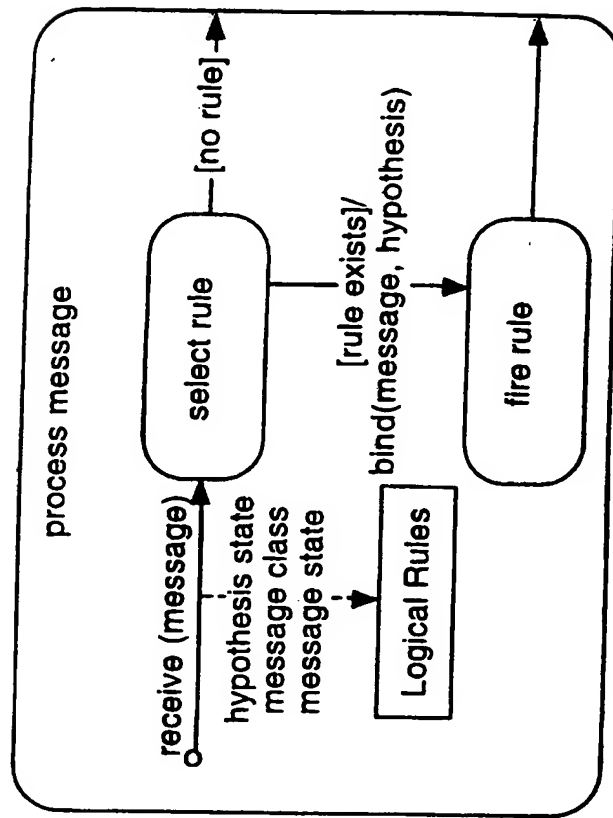 process message
receive (message)
select rule
[no rule]
hypothesis state
message class
message state
[rule exists]/
bind(message, hypothesis)
Logical Rules
fire rule